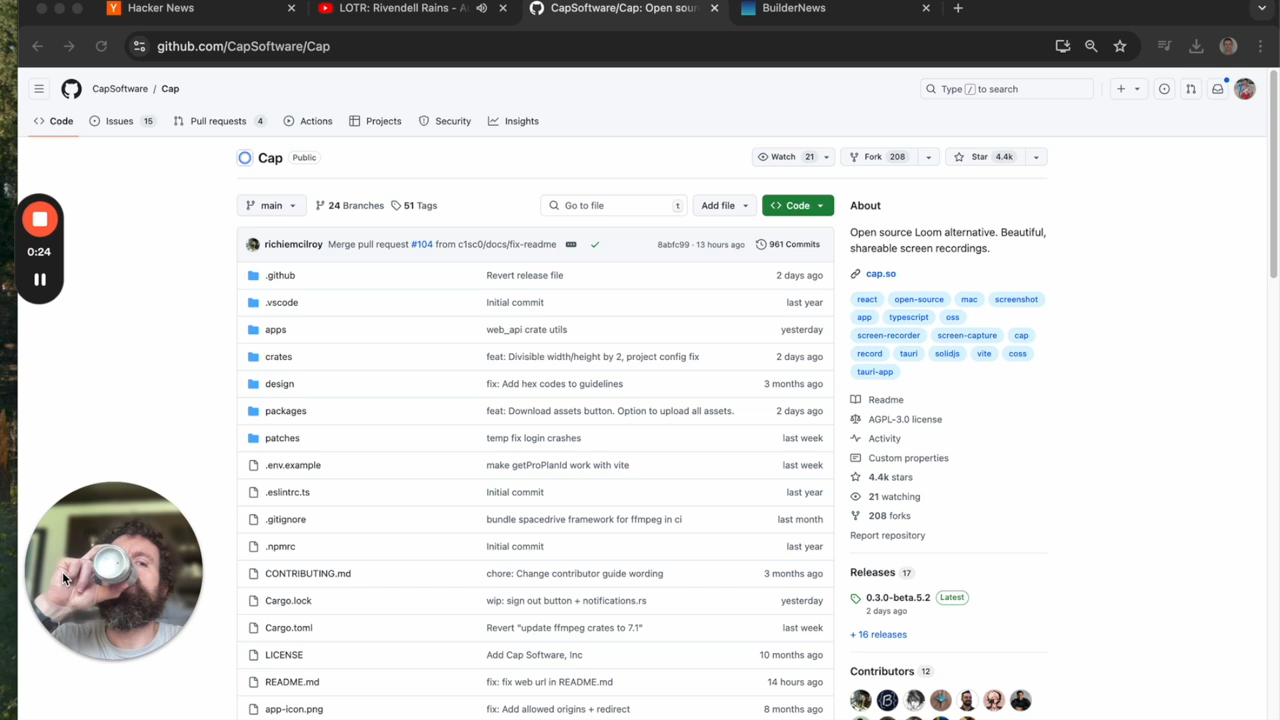 Hacker News
LOTR: Rivendell Rains - A
CapSoftware/Cap: Open sour
BuilderNews
github.com/CapSoftware/Cap
CapSoftware / Cap
Type / to search
Code
Issues 15
Pull requests 4
Actions
Projects
Security
Insights
Cap Public
Watch 21
Fork 208
Star 4.4k
main
24 Branches
51 Tags
Go to file t
Add file
Code
richiemcilroy Merge pull request #104 from c1sc0/docs/fix-readme 8abfc99 · 13 hours ago 961 Commits
.github Revert release file 2 days ago
.vscode Initial commit last year
apps web_api crate utils yesterday
crates feat: Divisible width/height by 2, project config fix 2 days ago
design fix: Add hex codes to guidelines 3 months ago
packages feat: Download assets button. Option to upload all assets. 2 days ago
patches temp fix login crashes last week
.env.example make getProPlanId work with vite last week
.eslintrc.ts Initial commit last year
.gitignore bundle spacedrive framework for ffmpeg in ci last month
.npmrc Initial commit last year
CONTRIBUTING.md chore: Change contributor guide wording 3 months ago
Cargo.lock wip: sign out button + notifications.rs yesterday
Cargo.toml Revert "update ffmpeg crates to 7.1" last week
LICENSE Add Cap Software, Inc 10 months ago
README.md fix: fix web url in README.md 14 hours ago
app-icon.png fix: Add allowed origins + redirect 8 months ago
About
Open source Loom alternative. Beautiful,
shareable screen recordings.
cap.so
react open-source mac screenshot
app typescript oss
screen-recorder screen-capture cap
record tauri solidjs vite coss
tauri-app
Readme
AGPL-3.0 license
Activity
Custom properties
4.4k stars
21 watching
208 forks
Report repository
Releases 17
0.3.0-beta.5.2 Latest
2 days ago
+ 16 releases
Contributors 12
0:24